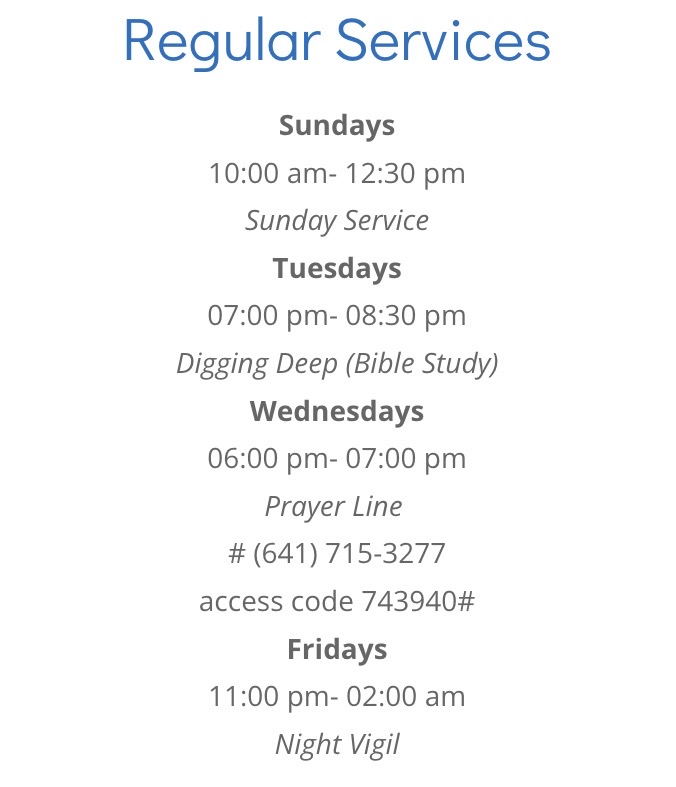 Regular Services
Sundays
10:00 am- 12:30 pm
Sunday Service
Tuesdays
07:00 pm- 08:30 pm
Digging Deep (Bible Study)
Wednesdays
06:00 pm- 07:00 pm
Prayer Line
# (641) 715-3277
access code 743940#
Fridays
11:00 pm- 02:00 am
Night Vigil